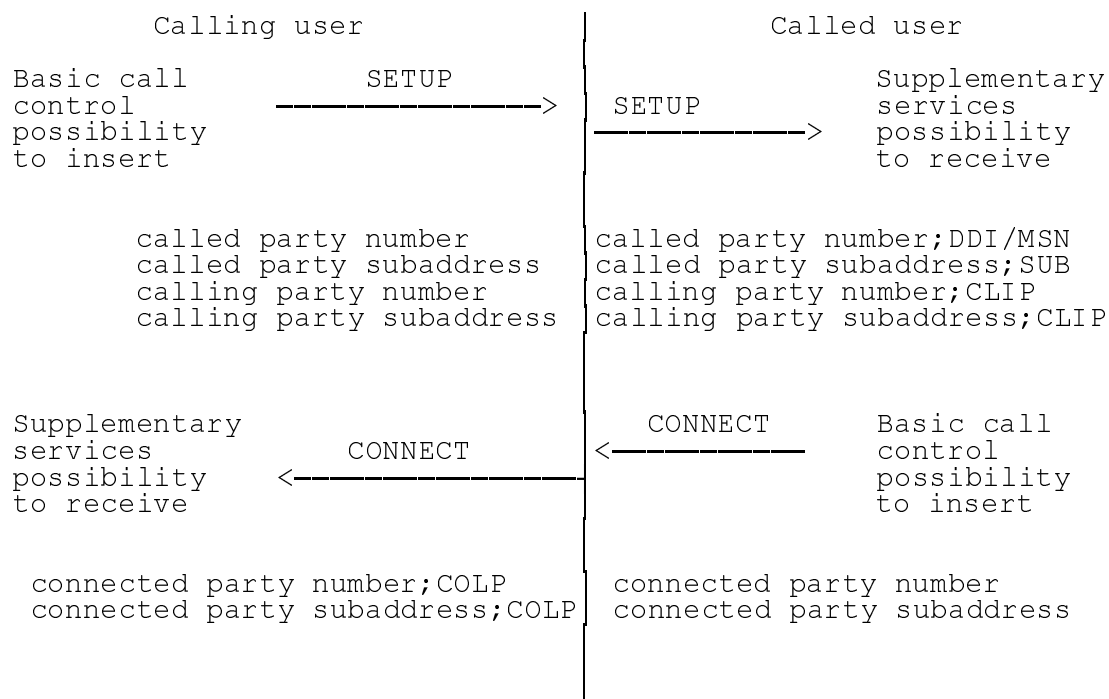 Calling user
Called user
Basic call
control
possibility
to insert
SETUP
SETUP
Supplementary
services
possibility
to receive
called party number
called party subaddress
calling party number
calling party subaddress
called party number;DDI/MSN
called party subaddress;SUB
calling party number;CLIP
calling party subaddress;CLIP
Supplementary
services
possibility
to receive
CONNECT
CONNECT
Basic call
control
possibility
to insert
connected party number;COLP
connected party subaddress;COLP
connected party number
connected party subaddress